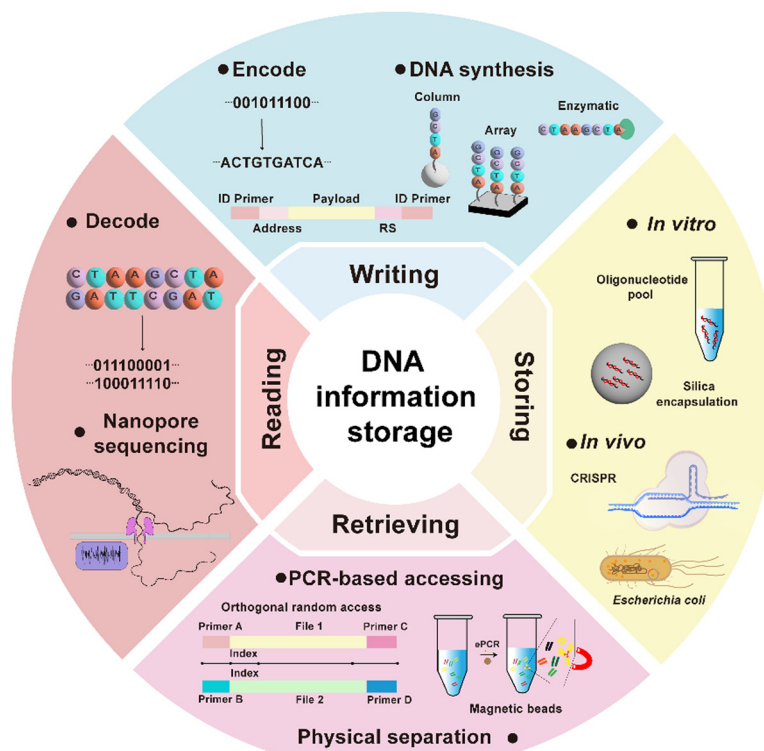 Encode
···001011100···
···ACTGTGATCA···
ID Primer
Payload
ID Primer
Address
RS
DNA synthesis
Column
G
C
T
A
Array
G G G
C C C
T T T
A A A
Enzymatic
C T A A G C T A
Writing
Decode
C T A A G C T A
G A T T C G A T
···011100001···
···100011110···
Nanopore
sequencing
Reading
DNA
information
storage
Storing
In vitro
Oligonucleotide
pool
Silica
encapsulation
In vivo
CRISPR
Escherichia coli
Retrieving
PCR-based accessing
Orthogonal random access
Primer A
File 1
Primer C
Index
Index
Primer B
File 2
Primer D
ePCR
Magnetic beads
Physical separation